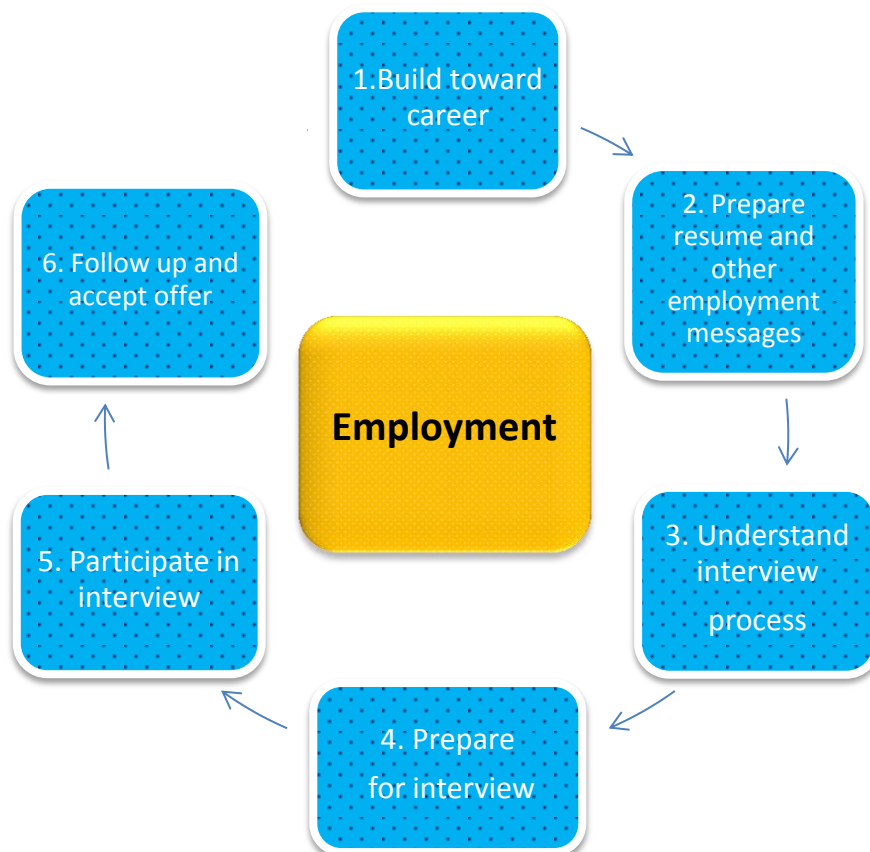 1.Build toward
career
2. Prepare
resume and
other
employment
messages
3. Understand
interview
process
4. Prepare
for interview
5. Participate in
interview
6. Follow up and
accept offer
Employment